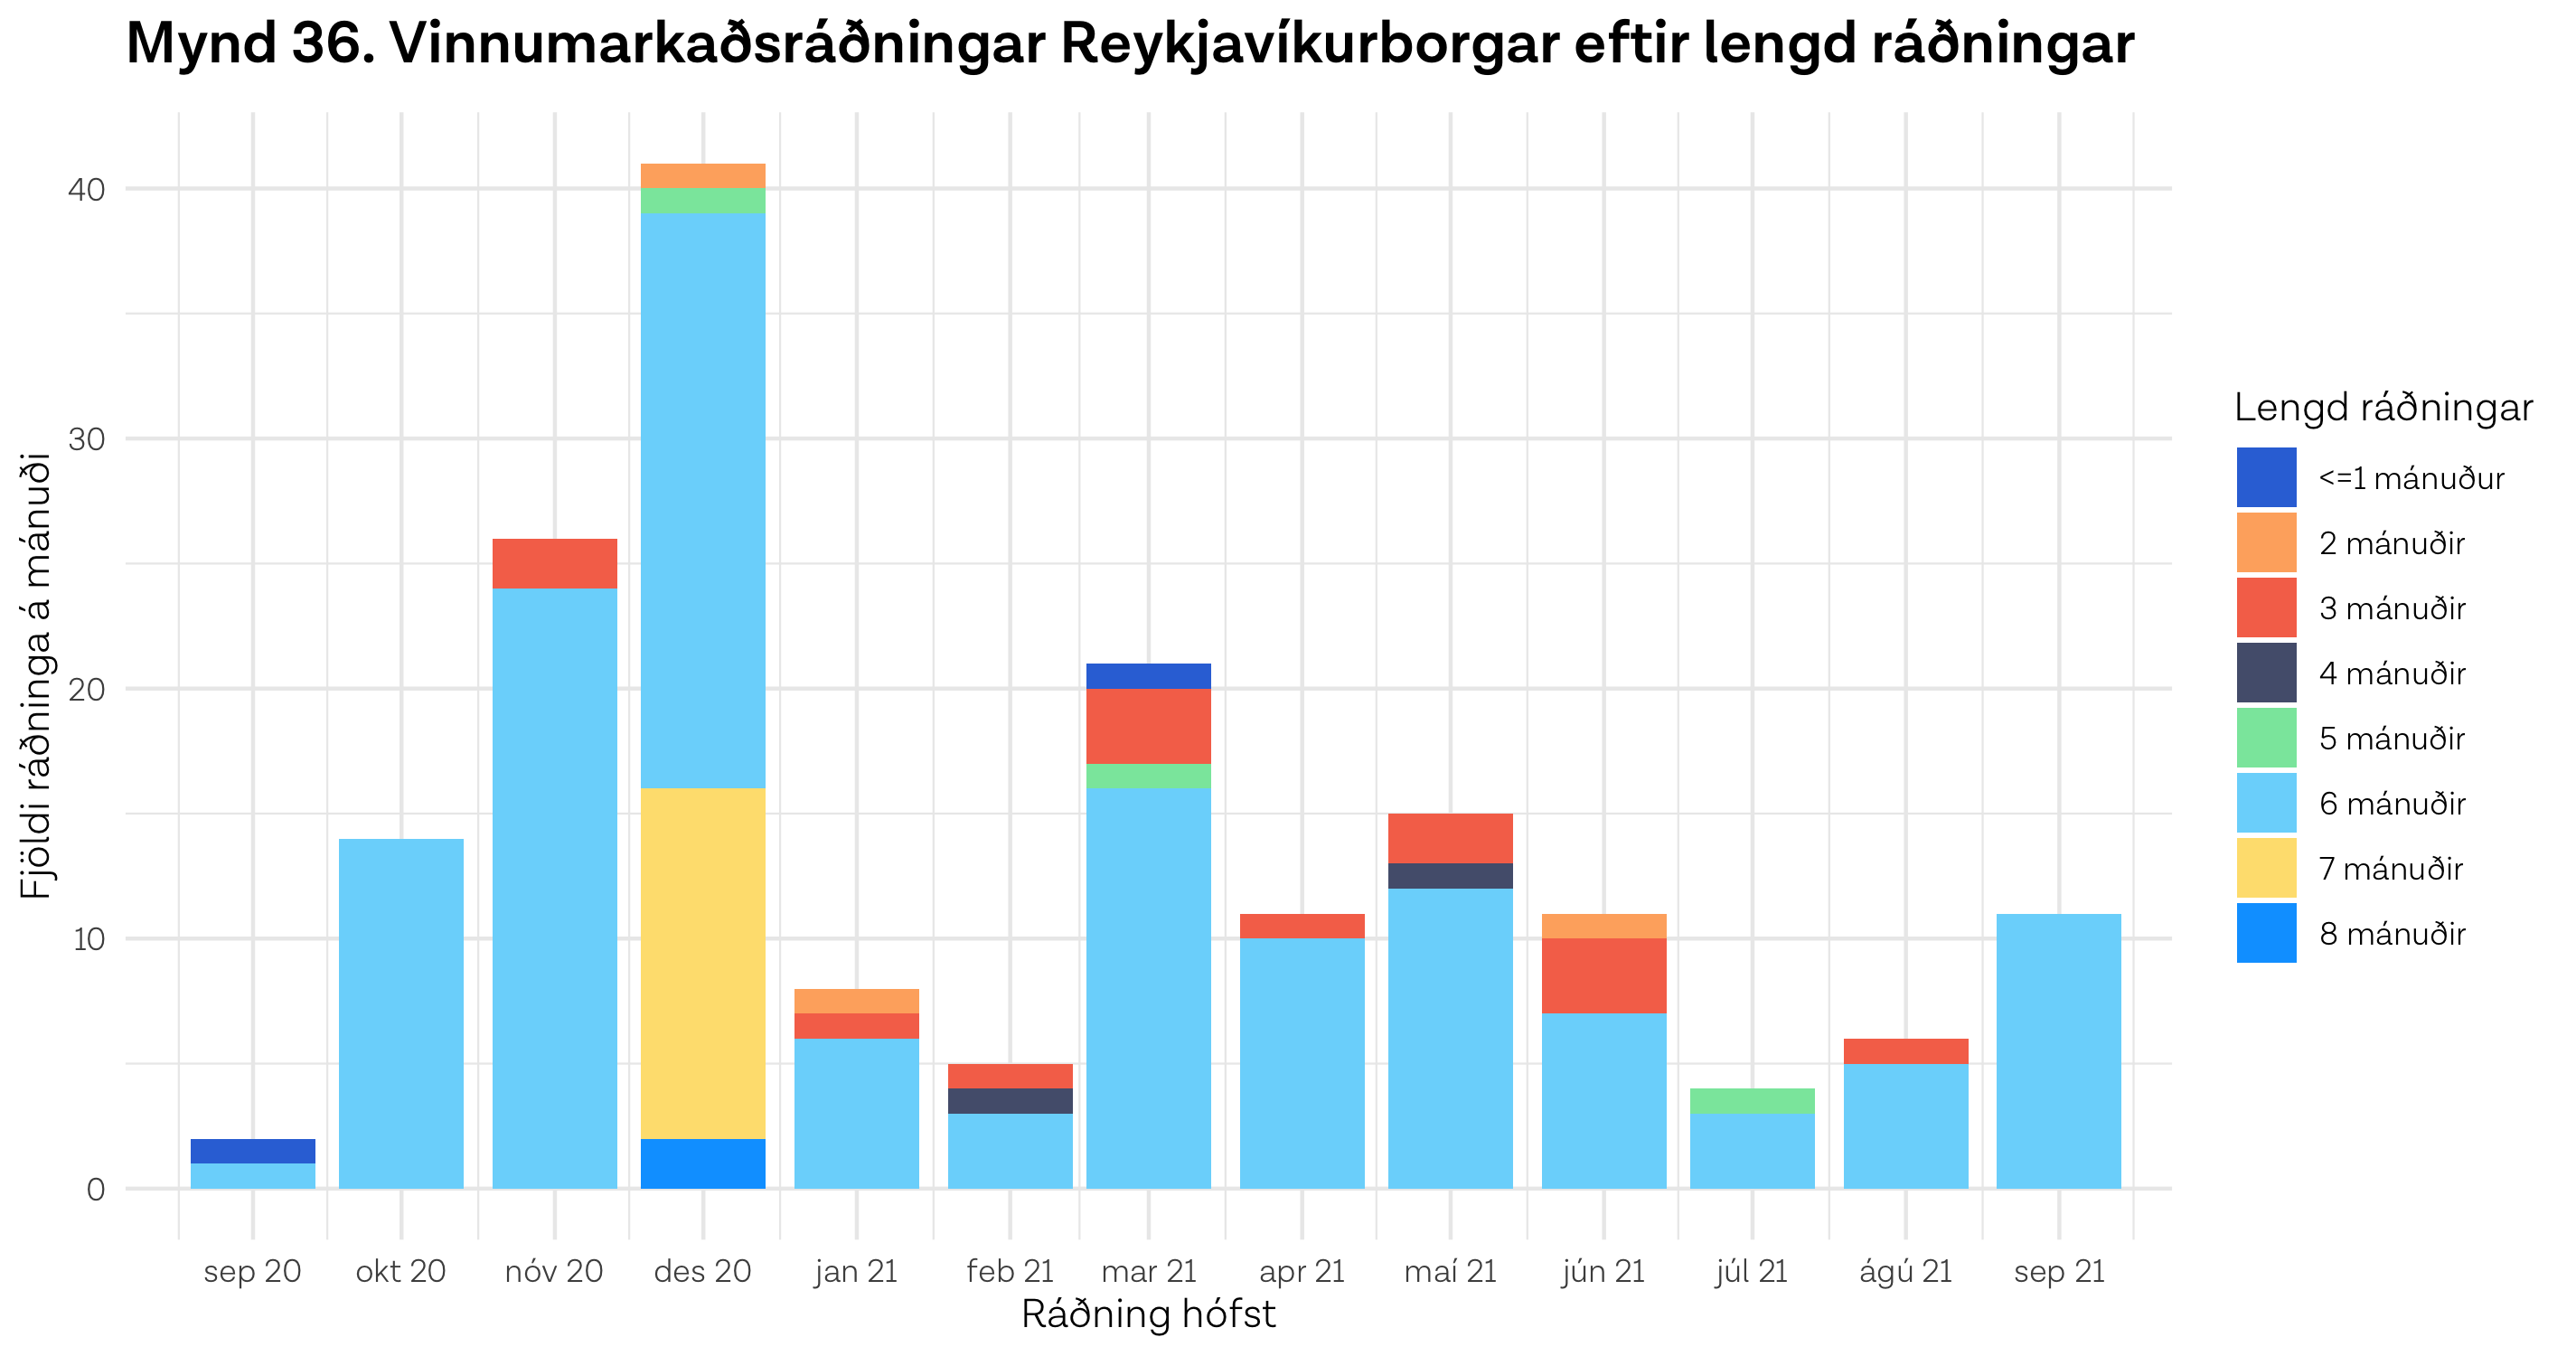 Mynd 36. Vinnumarkaðsráðningar Reykjavíkurborgar eftir lengd ráðningar
Fjöldi ráðninga á mánuði
40
30
20
10
0
sep 20 okt 20 nóv 20 des 20 jan 21 feb 21 mar 21 apr 21 maí 21 jún 21 júl 21 ágú 21 sep 21
Ráðning hófst
Lengd ráðningar
<=1 mánuður
2 mánuðir
3 mánuðir
4 mánuðir
5 mánuðir
6 mánuðir
7 mánuðir
8 mánuðir